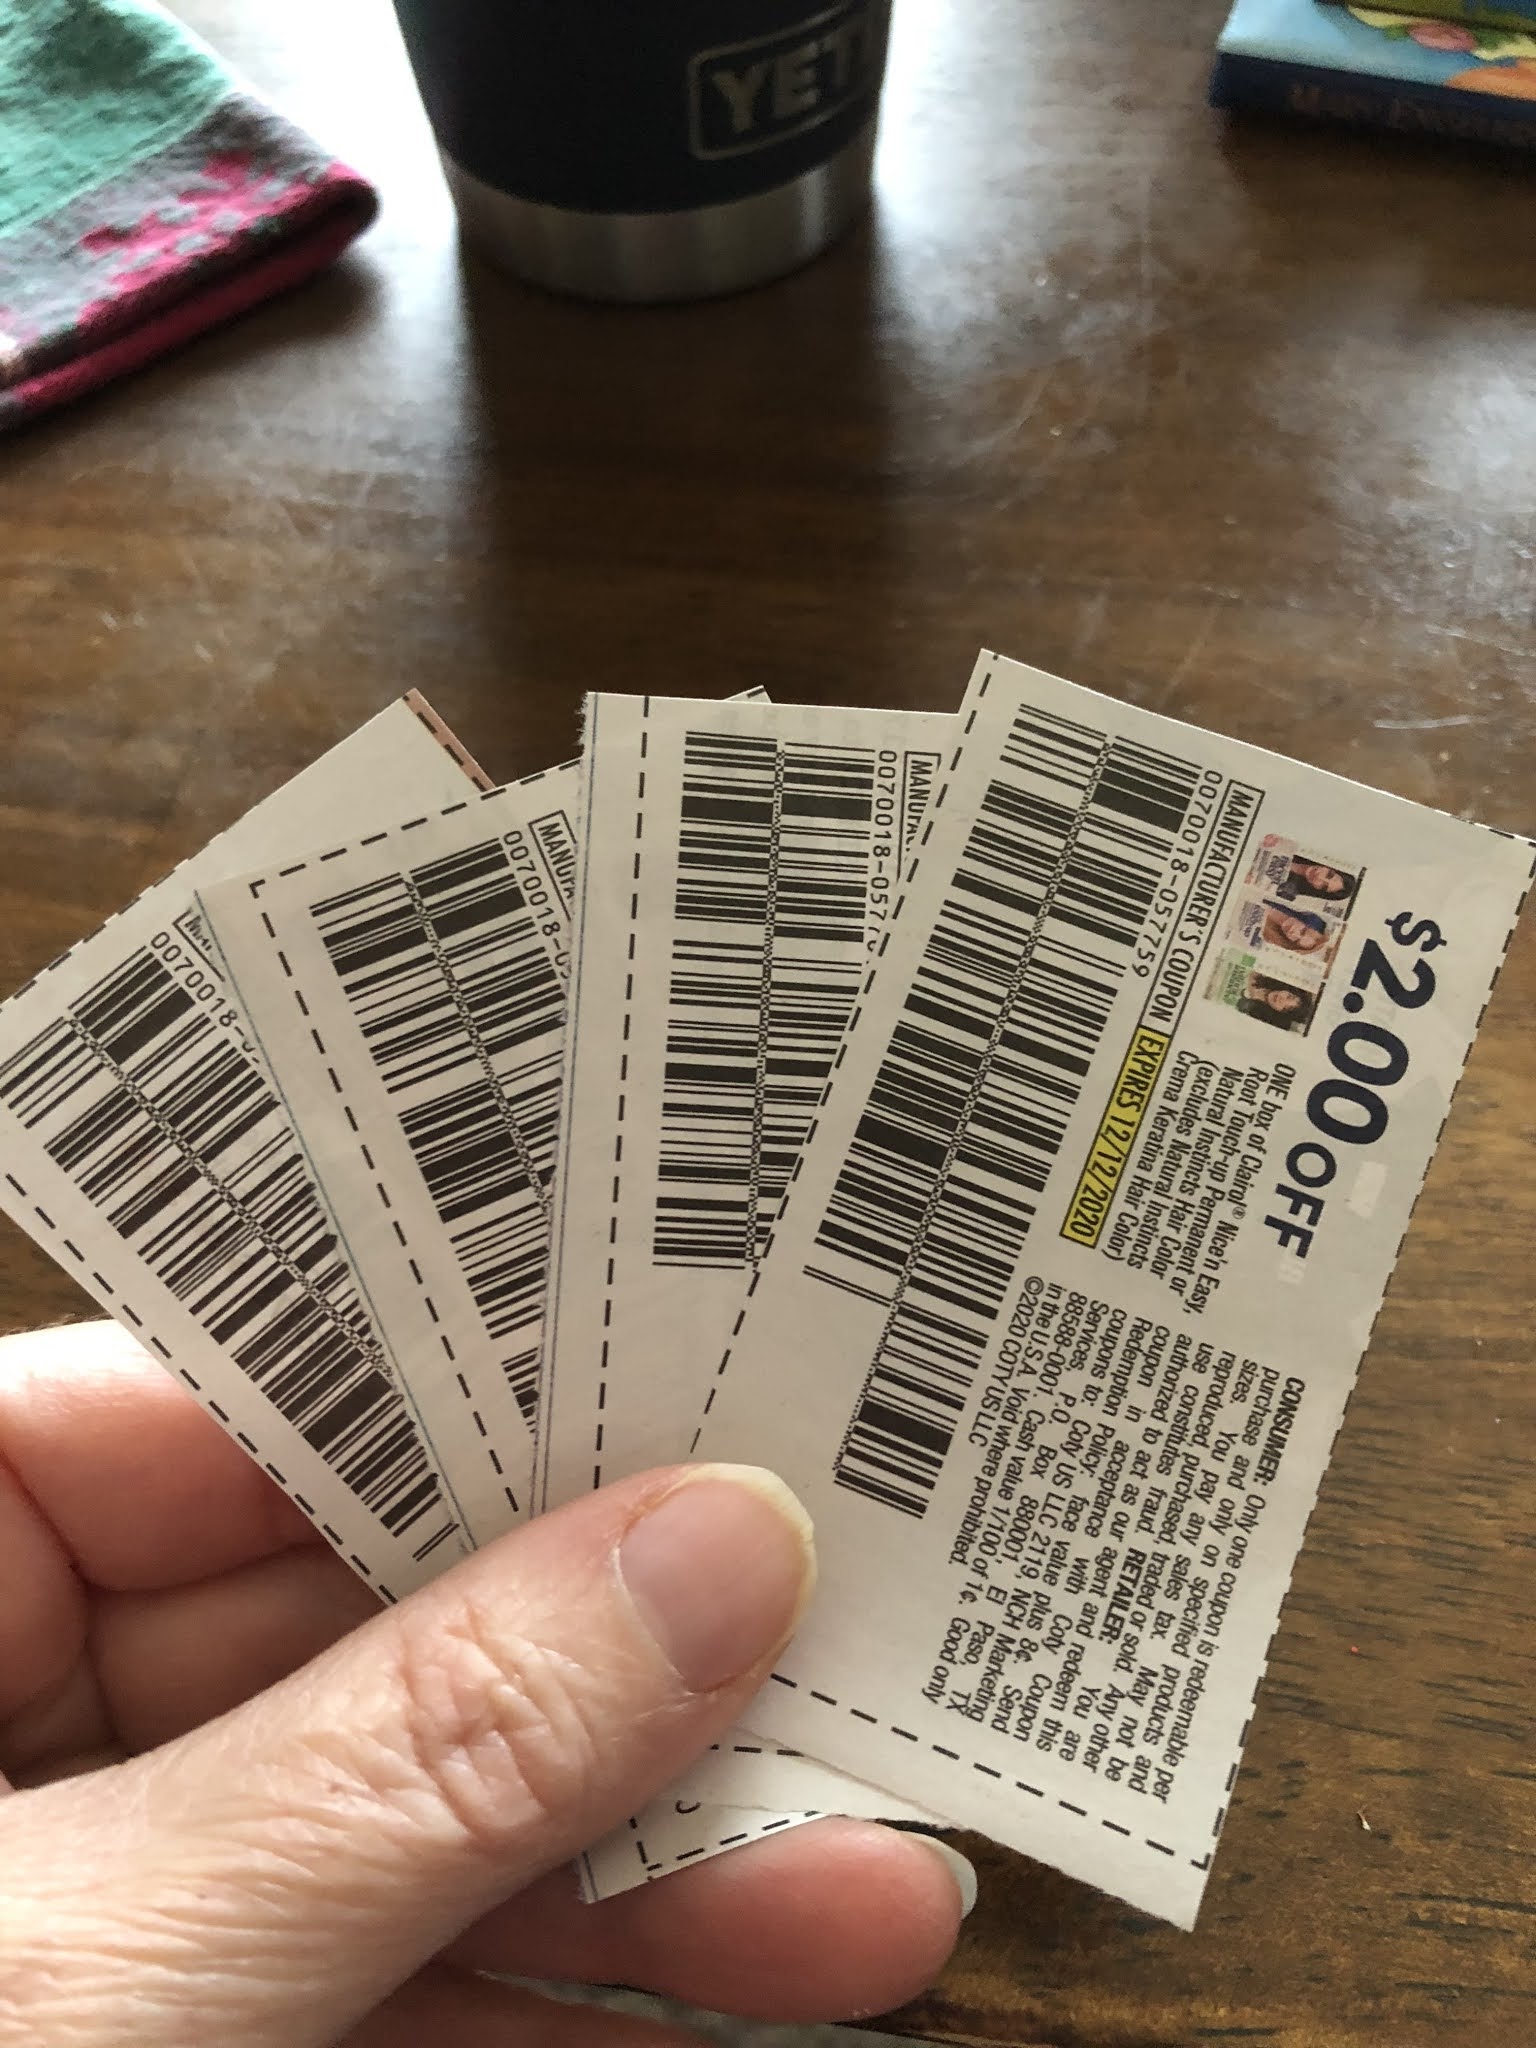 YETI
$2.00 OFF
ONE box of Clairol® Nice'n Easy,
Root Touch-up Permanent or
Natural Instincts Hair Color
(excludes Natural Instincts
Crema Keratina Hair Color)
MANUFACTURER'S COUPON EXPIRES 12/12/2020
0070018-057759
CONSUMER: Only one coupon is redeemable per
purchase and only on specified products and
sizes. You pay any sales tax. May not be
reproduced, purchased, traded or sold. Any other
use constitutes fraud. RETAILER: You are
authorized to act as our agent and redeem this
coupon in acceptance with Coty Coupon
Redemption Policy; face value plus 8¢. Send
coupons to: Coty US LLC 2119, NCH Marketing
Services, P.O. Box 880001, El Paso, TX
88588-0001. Cash value 1/100 of 1¢. Good only
in the U.S.A. Void where prohibited.
©2020 COTY US LLC
0070018-057
0070018-0
0070018-